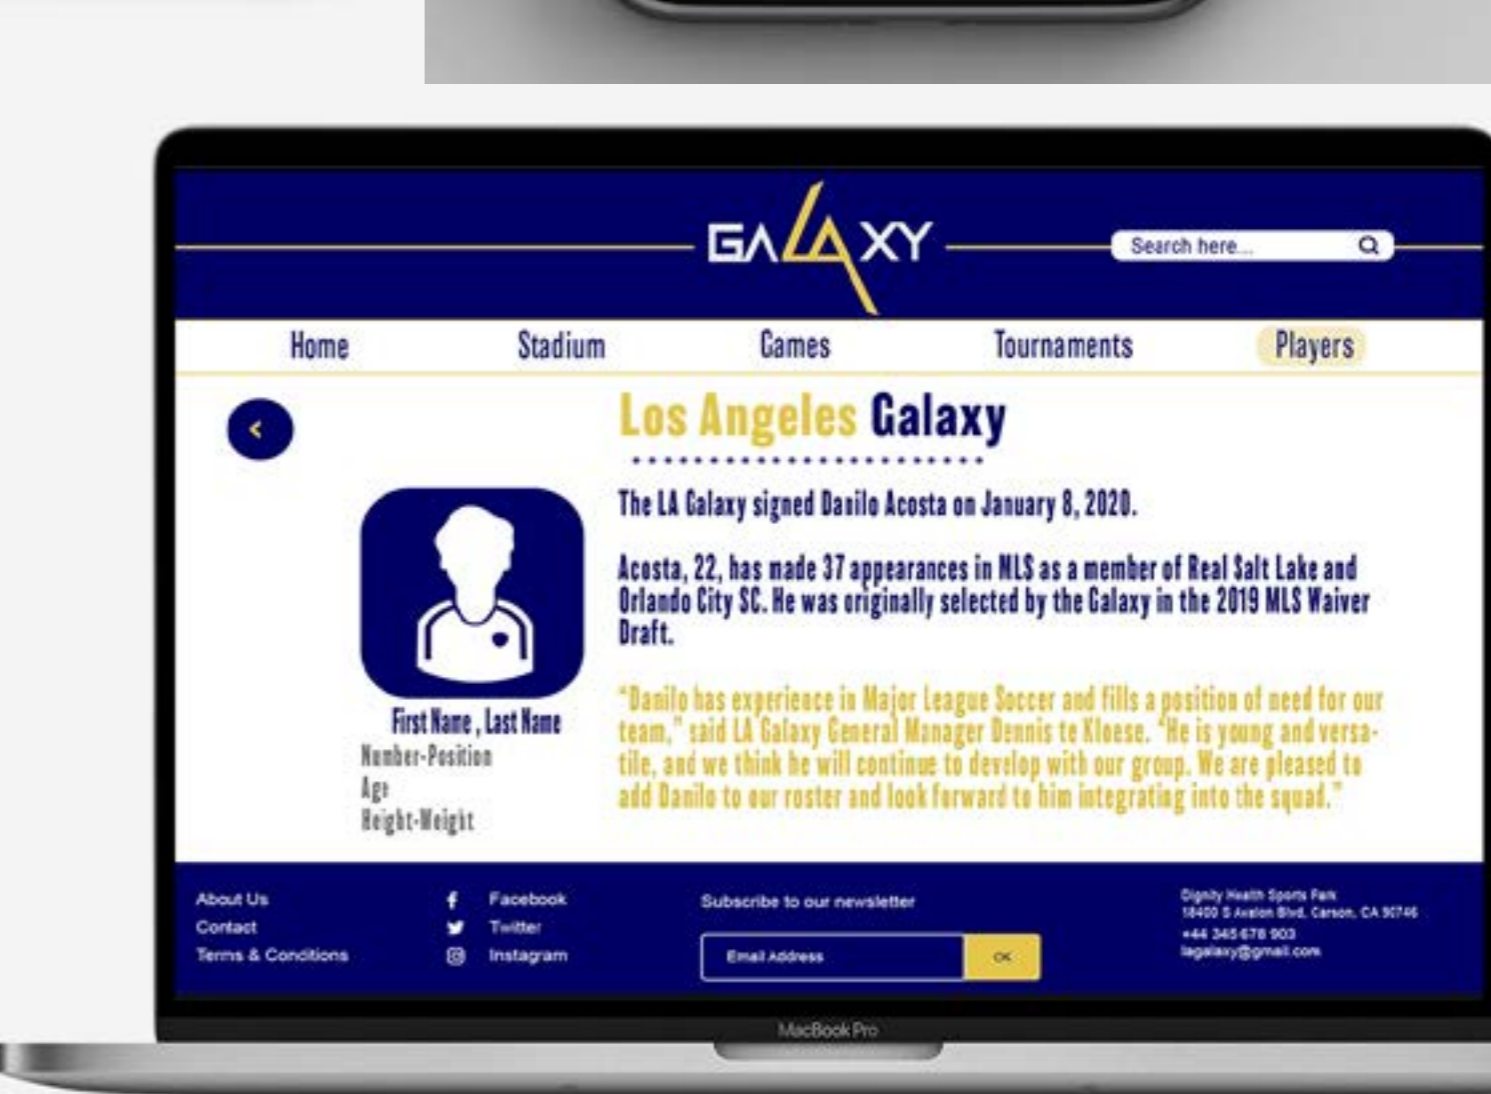 GALAXY
Search here...
Home Stadium Games Tournaments Players
Los Angeles Galaxy
The LA Galaxy signed Danilo Acosta on January 8, 2020.
Acosta, 22, has made 37 appearances in MLS as a member of Real Salt Lake and
Orlando City SC. He was originally selected by the Galaxy in the 2019 MLS Waiver
Draft.
“Danilo has experience in Major League Soccer and fills a position of need for our
team,” said LA Galaxy General Manager Dennis te Kloese. “He is young and versa-
tile, and we think he will continue to develop with our group. We are pleased to
add Danilo to our roster and look forward to him integrating into the squad.”
First Name , Last Name
Number-Position
Age
Height-Weight
About Us
Contact
Terms & Conditions
Facebook
Twitter
Instagram
Subscribe to our newsletter
Email Address OK
Dignity Health Sports Park
18400 S Avalon Blvd, Carson, CA 90746
+44 345 678 903
lagalaxy@gmail.com
MacBook Pro